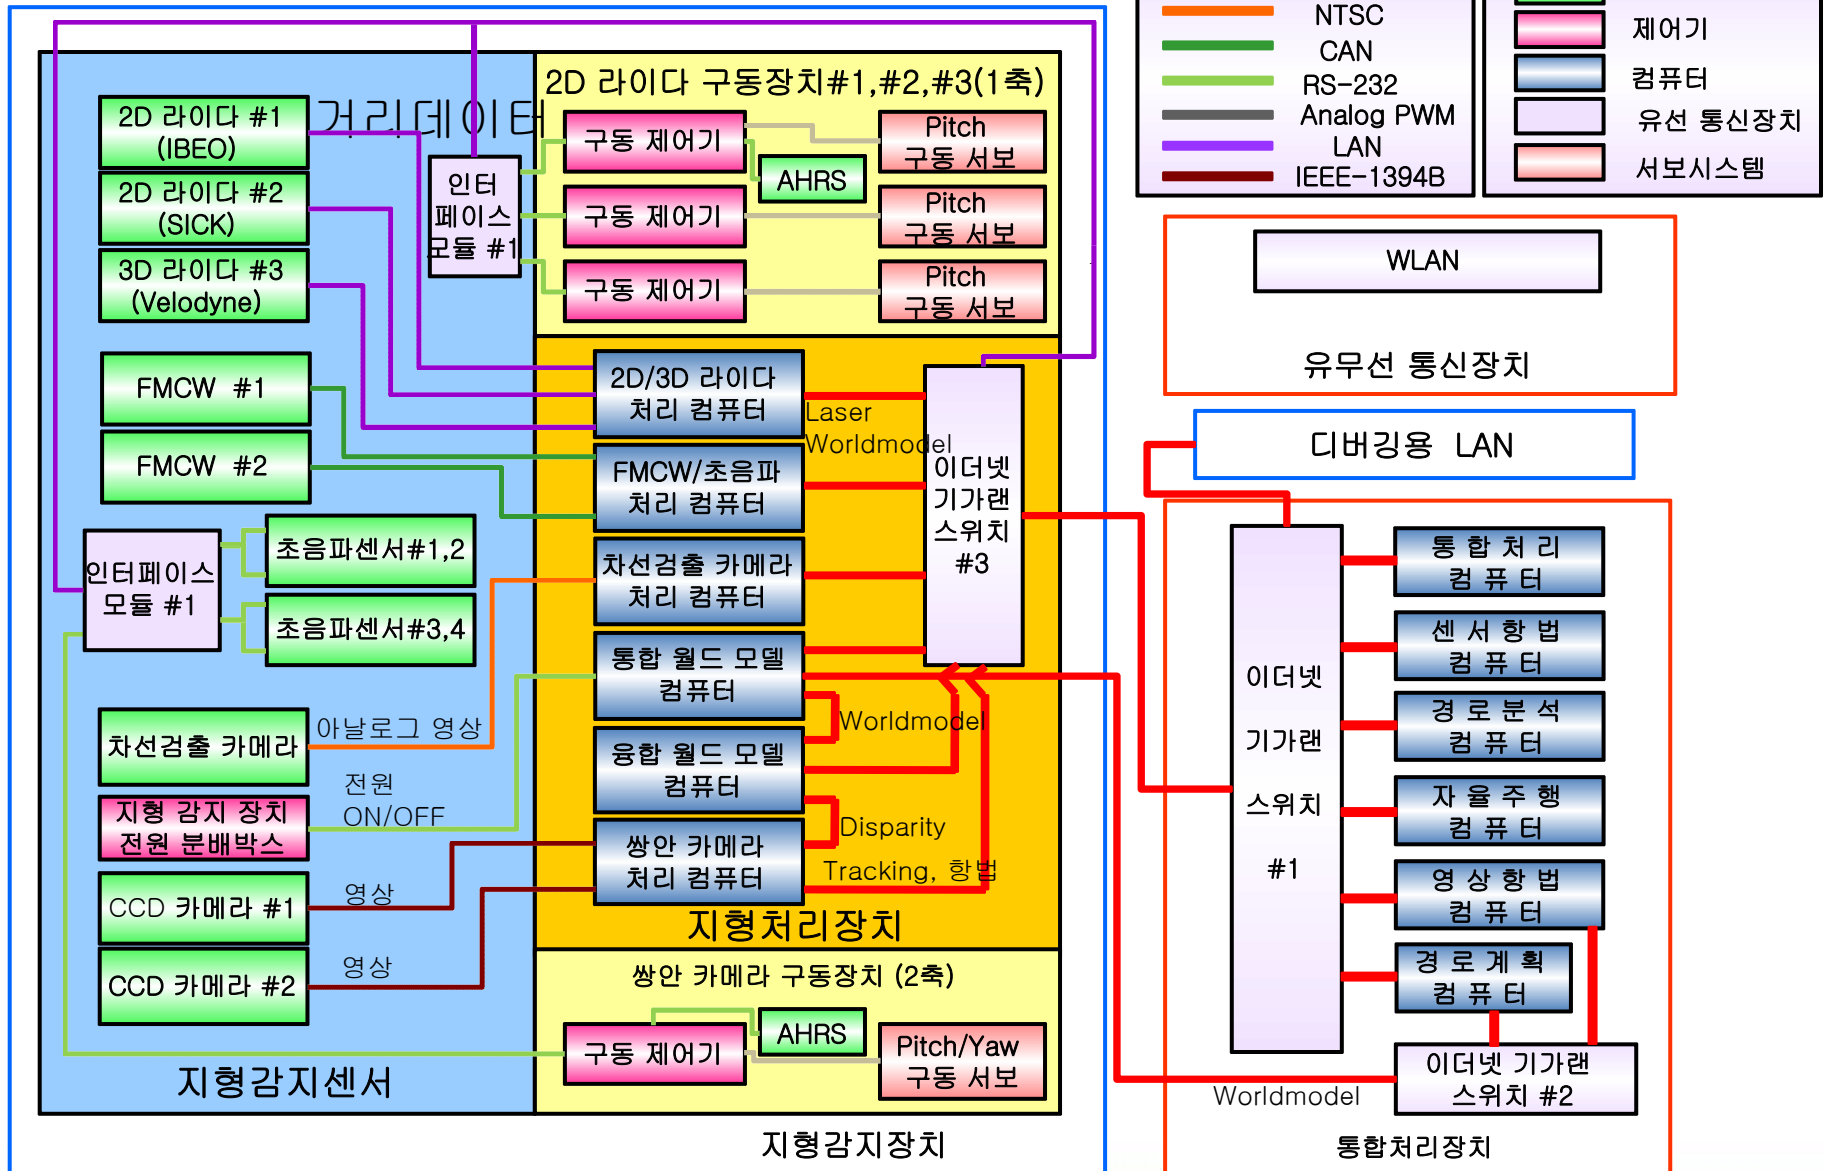 NTSC
CAN
RS-232
Analog PWM
LAN
IEEE-1394B
제어기
컴퓨터
유선 통신장치
서보시스템
거리데이터
2D 라이다 #1
(IBEO)
2D 라이다 #2
(SICK)
3D 라이다 #3
(Velodyne)
인터
페이스
모듈 #1
2D 라이다 구동장치#1,#2,#3(1축)
구동 제어기
Pitch
구동 서보
AHRS
구동 제어기
Pitch
구동 서보
구동 제어기
Pitch
구동 서보
WLAN
유무선 통신장치
FMCW #1
FMCW #2
인터페이스
모듈 #1
초음파센서#1,2
초음파센서#3,4
차선검출 카메라
아날로그 영상
지형 감지 장치
전원 분배박스
전원
ON/OFF
CCD 카메라 #1
영상
CCD 카메라 #2
영상
지형감지센서
2D/3D 라이다
처리 컴퓨터
Laser
Worldmodel
FMCW/초음파
처리 컴퓨터
차선검출 카메라
처리 컴퓨터
통합 월드 모델
컴퓨터
Worldmodel
융합 월드 모델
컴퓨터
Disparity
쌍안 카메라
처리 컴퓨터
Tracking, 항법
지형처리장치
이더넷
기가랜
스위치
#3
쌍안 카메라 구동장치 (2축)
구동 제어기
AHRS
Pitch/Yaw
구동 서보
지형감지장치
디버깅용 LAN
이더넷
기가랜
스위치
#1
통합처리
컴퓨터
센서항법
컴퓨터
경로분석
컴퓨터
자율주행
컴퓨터
영상항법
컴퓨터
경로계획
컴퓨터
이더넷 기가랜
스위치 #2
Worldmodel
통합처리장치